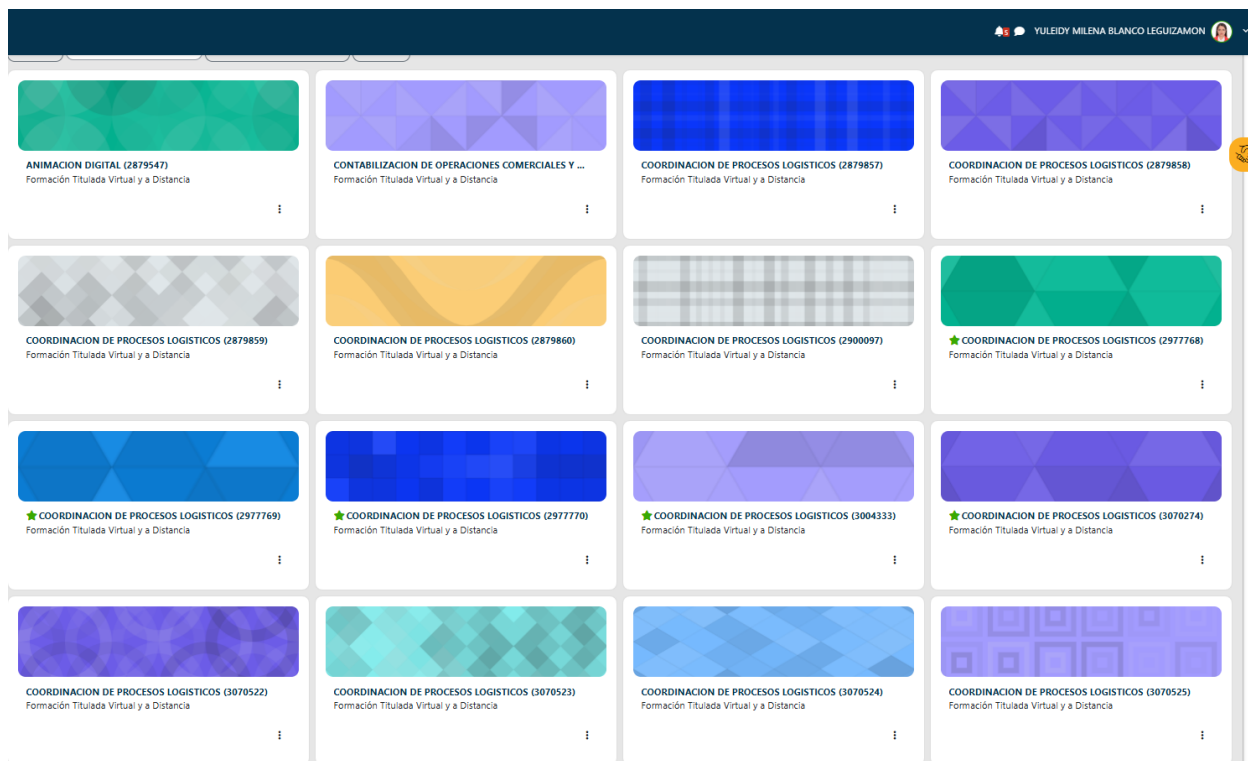 5
YULEIDY MILENA BLANCO LEGUIZAMON
ANIMACION DIGITAL (2879547)
Formación Titulada Virtual y a Distancia
CONTABILIZACION DE OPERACIONES COMERCIALES Y ...
Formación Titulada Virtual y a Distancia
COORDINACION DE PROCESOS LOGISTICOS (2879857)
Formación Titulada Virtual y a Distancia
COORDINACION DE PROCESOS LOGISTICOS (2879858)
Formación Titulada Virtual y a Distancia
COORDINACION DE PROCESOS LOGISTICOS (2879859)
Formación Titulada Virtual y a Distancia
COORDINACION DE PROCESOS LOGISTICOS (2879860)
Formación Titulada Virtual y a Distancia
COORDINACION DE PROCESOS LOGISTICOS (2900097)
Formación Titulada Virtual y a Distancia
COORDINACION DE PROCESOS LOGISTICOS (2977768)
Formación Titulada Virtual y a Distancia
COORDINACION DE PROCESOS LOGISTICOS (2977769)
Formación Titulada Virtual y a Distancia
COORDINACION DE PROCESOS LOGISTICOS (2977770)
Formación Titulada Virtual y a Distancia
COORDINACION DE PROCESOS LOGISTICOS (3004333)
Formación Titulada Virtual y a Distancia
COORDINACION DE PROCESOS LOGISTICOS (3070274)
Formación Titulada Virtual y a Distancia
COORDINACION DE PROCESOS LOGISTICOS (3070522)
Formación Titulada Virtual y a Distancia
COORDINACION DE PROCESOS LOGISTICOS (3070523)
Formación Titulada Virtual y a Distancia
COORDINACION DE PROCESOS LOGISTICOS (3070524)
Formación Titulada Virtual y a Distancia
COORDINACION DE PROCESOS LOGISTICOS (3070525)
Formación Titulada Virtual y a Distancia